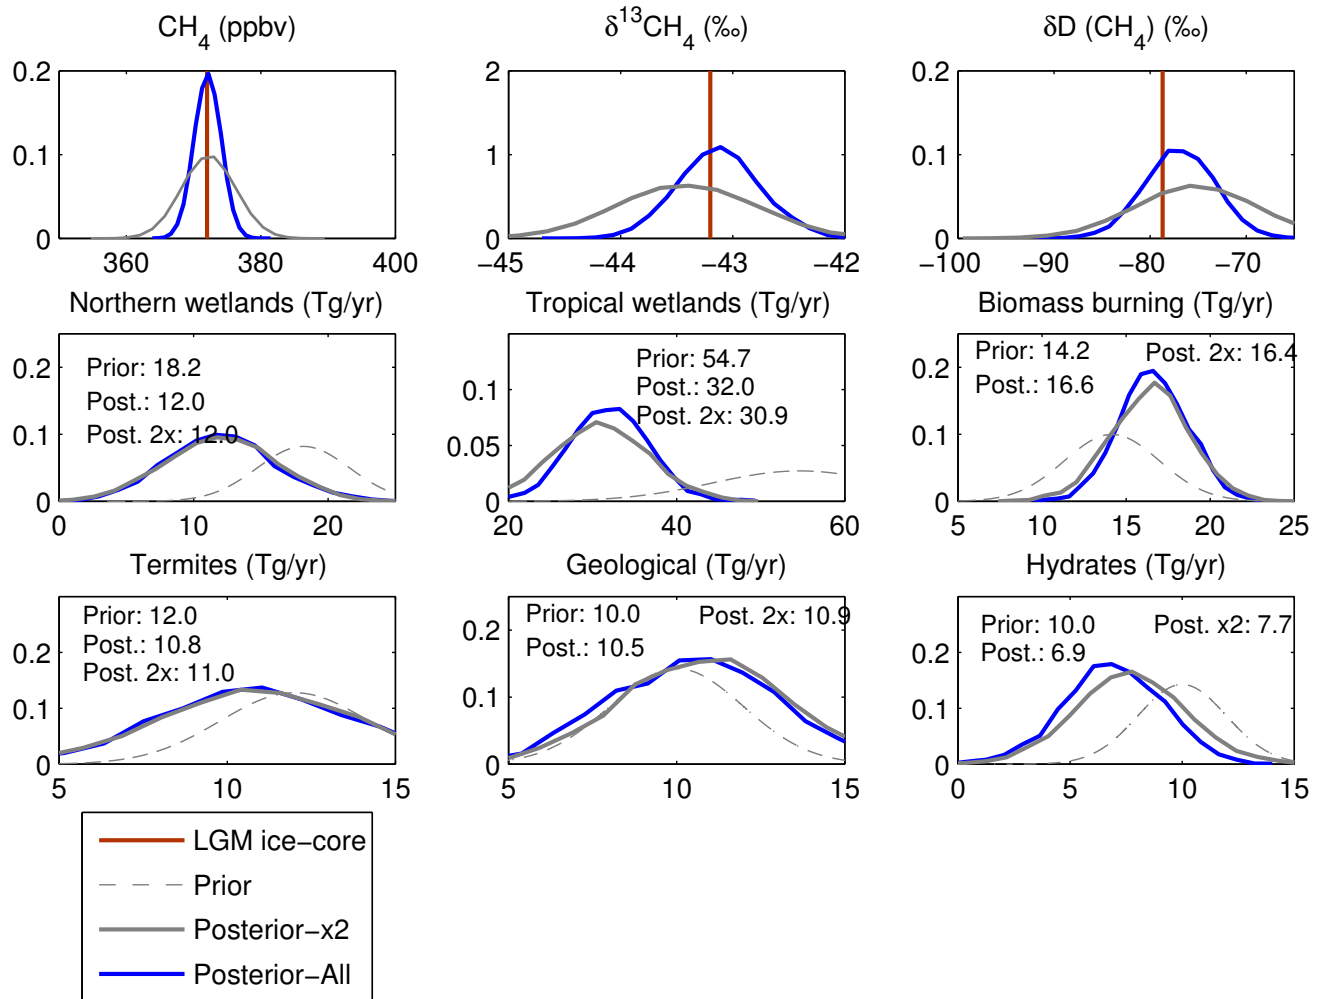 CH4 (ppbv)
δ13CH4 (‰)
δD (CH4) (‰)
0.2
0.1
0
360
380
400
2
1
0
−45
−44
−43
−42
0.2
0.1
0
−100
−90
−80
−70
Northern wetlands (Tg/yr)
Tropical wetlands (Tg/yr)
Biomass burning (Tg/yr)
0.2
0.1
0
Prior: 18.2
Post.: 12.0
Post. 2x: 12.0
0
10
20
0.1
0.05
0
Prior: 54.7
Post.: 32.0
Post. 2x: 30.9
20
40
60
0.2
0.1
0
Prior: 14.2
Post.: 16.6
Post. 2x: 16.4
5
10
15
20
25
Termites (Tg/yr)
Geological (Tg/yr)
Hydrates (Tg/yr)
0.2
0.1
0
Prior: 12.0
Post.: 10.8
Post. 2x: 11.0
5
10
15
0.2
0.1
0
Prior: 10.0
Post.: 10.5
Post. 2x: 10.9
5
10
15
0.2
0.1
0
Prior: 10.0
Post.: 6.9
Post. x2: 7.7
0
5
10
15
LGM ice−core
Prior
Posterior−x2
Posterior−All